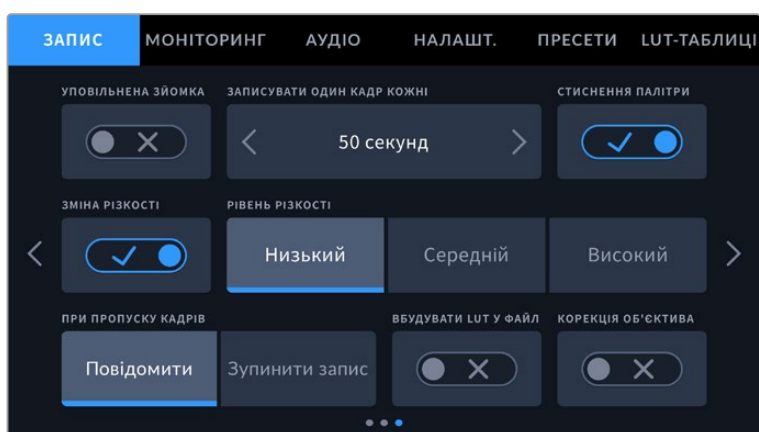 ЗАПИС МОНІТОРИНГ АУДІО НАЛАШТ. ПРЕСЕТИ LUT-ТАБЛИЦІ
УПОВІЛЬНЕНА ЗЙОМКА ЗАПИСУВАТИ ОДИН КАДР КОЖНІ СТИСНЕННЯ ПАЛІТРИ
50 секунд
ЗМІНА РІЗКОСТІ РІВЕНЬ РІЗКОСТІ
Низький Середній Високий
ПРИ ПРОПУСКУ КАДРІВ ВБУДУВАТИ LUT У ФАЙЛ КОРЕКЦІЯ ОБ'ЄКТИВА
Повідомити Зупинити запис